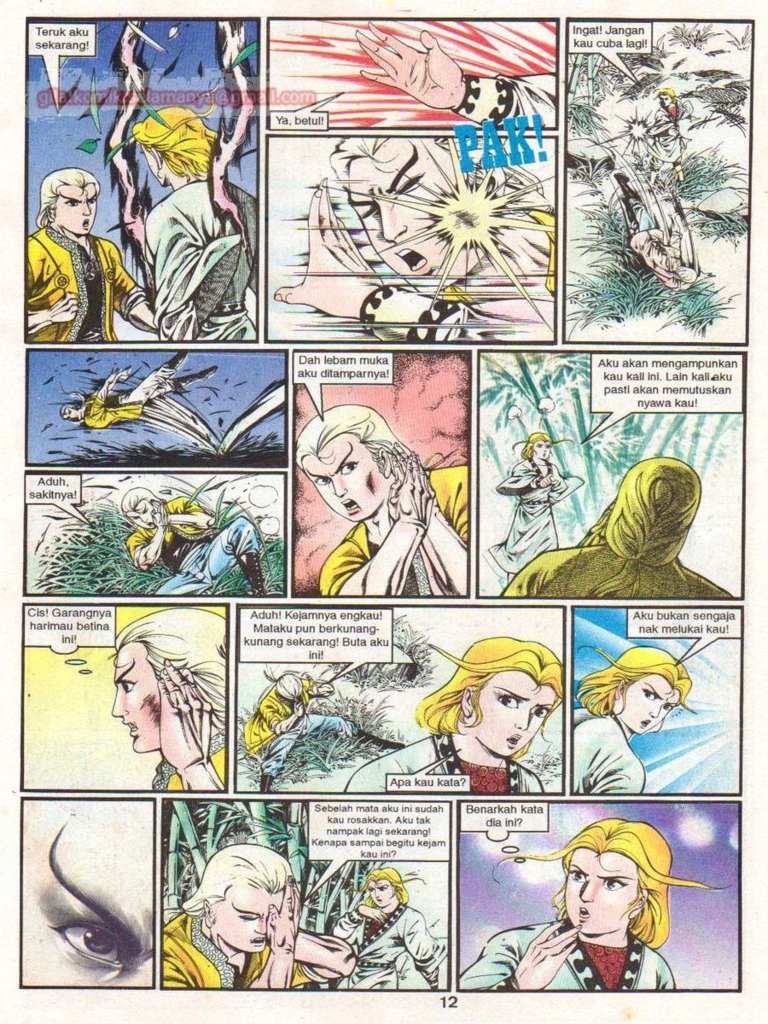 Teruk aku
sekarang!
Ya, betul!
PAK!
Ingat! Jangan
kau cuba lagi!
Aduh,
sakitnya!
Dah lebam muka
aku ditamparnya!
Aku akan mengampunkan
kau kali ini. Lain kali aku
pasti akan memutuskan
nyawa kau!
Cis! Garangnya
harimau betina
ini!
Aduh! Kejamnya engkau!
Mataku pun berkunang-
kunang sekarang! Buta aku
ini!
Apa kau kata?
Aku bukan sengaja
nak melukai kau!
Sebelah mata aku ini sudah
kau rosakkan. Aku tak
nampak lagi sekarang!
Kenapa sampai begitu kejam
kau ini?
Benarkah kata
dia ini?
12